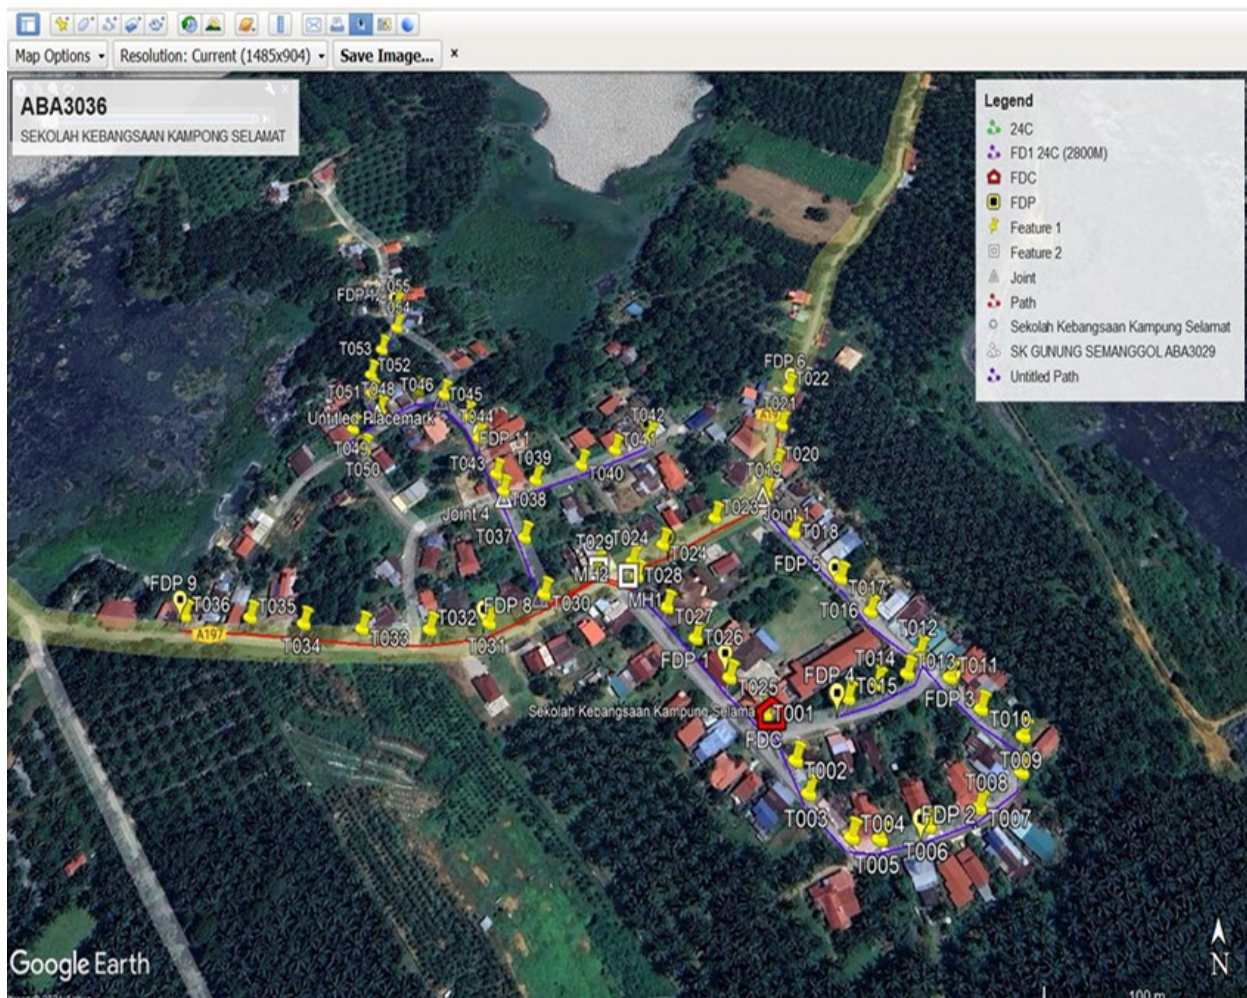 Map Options
Resolution: Current (1485x904)
Save Image...
×
ABA3036
SEKOLAH KEBANGSAAN KAMPONG SELAMAT
Legend
24C
FD1 24C (2800M)
FDC
FDP
Feature 1
Feature 2
Joint
Path
Sekolah Kebangsaan Kampung Selamat
SK GUNUNG SEMANGGOL ABA3029
Untitled Path
T055
T054
T053
T052
T051
T048
T046
T045
Untitled Placemark
T044
FDP 11
T049
T050
T043
T039
T038
T040
T041
T042
Joint 4
T037
FDP 6
T022
T021
T020
T019
Joint 1
T023
T018
T024
T024
T029
T028
MH2
MH1
FDP 5
T017
T016
T027
T026
FDP 1
T025
FDP 9
T036
T035
A197
T034
T033
T032
T031
FDP 8
T030
T012
T013
T011
T014
T015
FDP 4
FDP 3
T010
Sekolah Kebangsaan Kampung Selama
T001
FDC
T009
T002
T008
T003
T007
T004
FDP 2
T006
T005
Google Earth
N
100 m